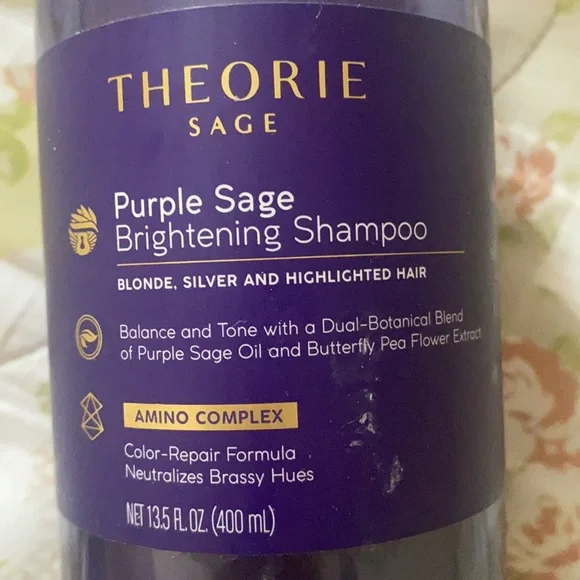 THEORIE
SAGE
Purple Sage
Brightening Shampoo
BLONDE, SILVER AND HIGHLIGHTED HAIR
Balance and Tone with a Dual-Botanical Blend
of Purple Sage Oil and Butterfly Pea Flower Extract
AMINO COMPLEX
Color-Repair Formula
Neutralizes Brassy Hues
NET 13.5 FL. OZ. (400 mL)